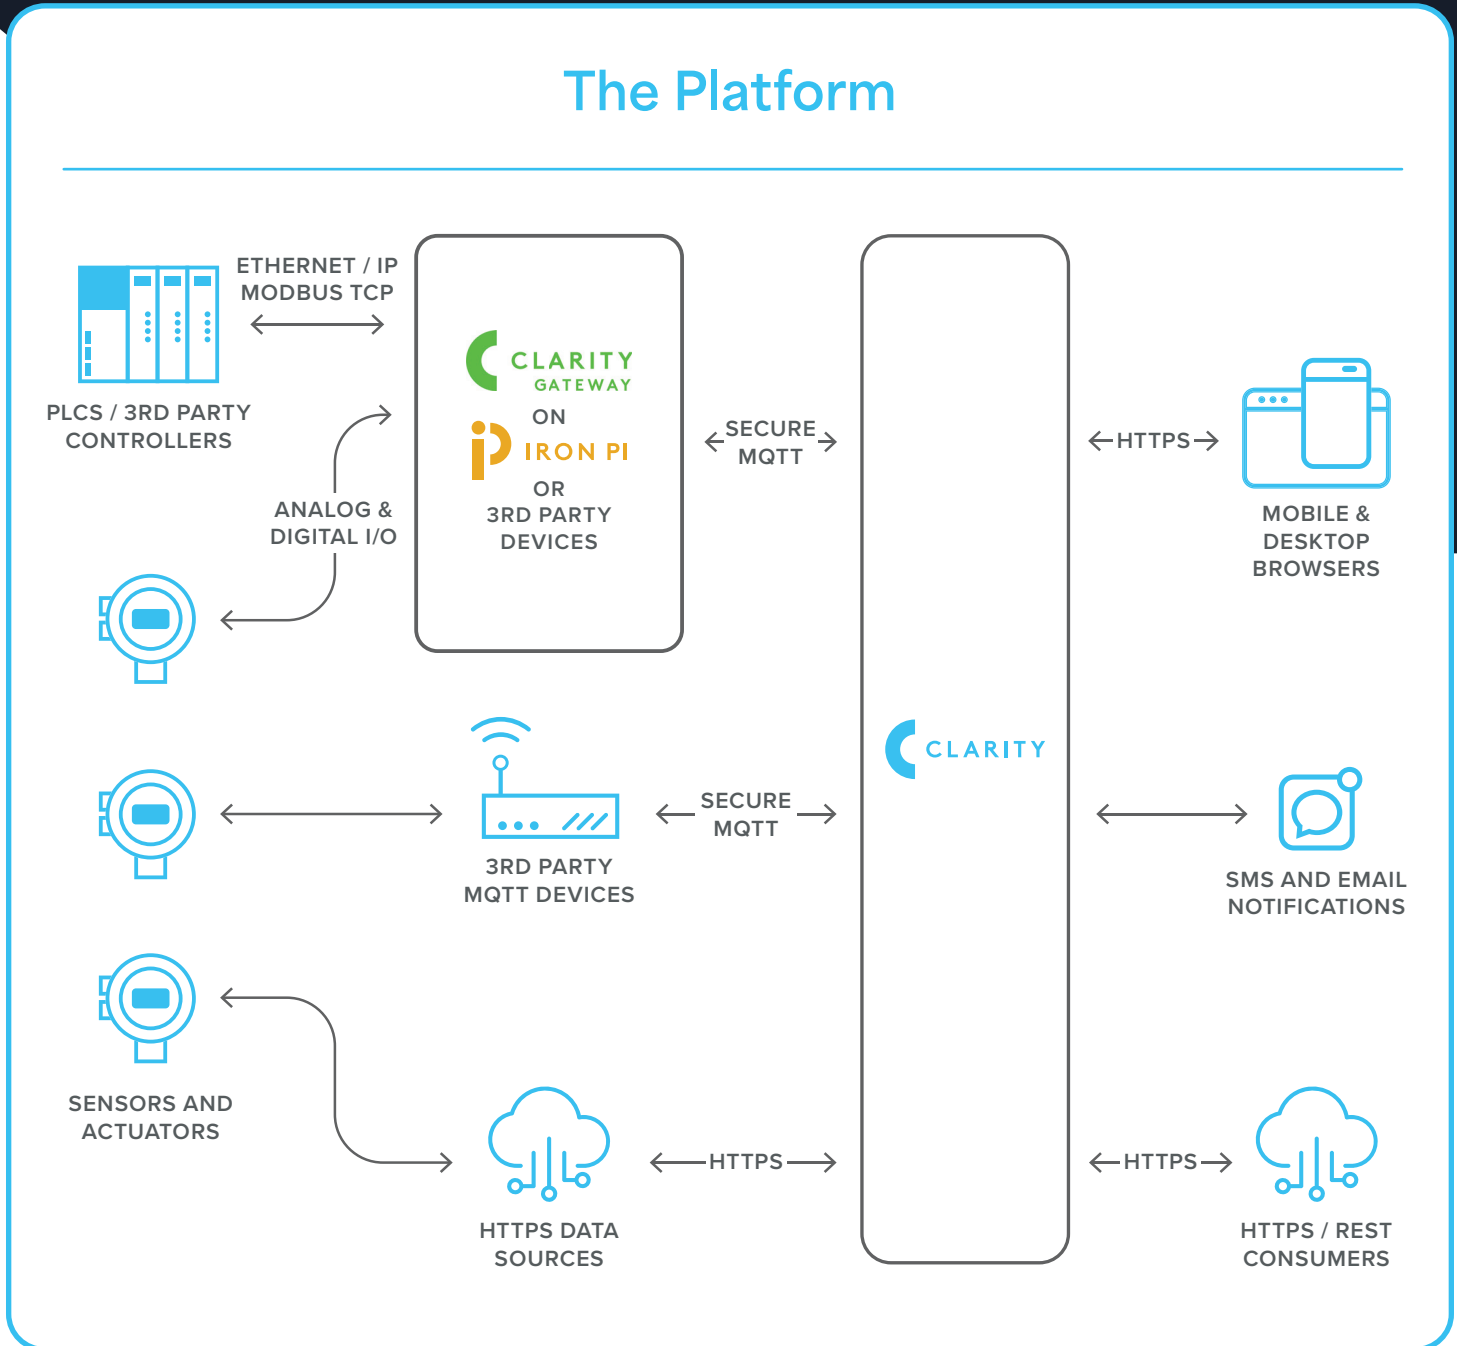 The Platform
ETHERNET / IP
MODBUS TCP
PLCS / 3RD PARTY
CONTROLLERS
ANALOG &
DIGITAL I/O
CLARITY
GATEWAY
ON
IRON PI
OR
3RD PARTY
DEVICES
SECURE
MQTT
HTTPS
MOBILE &
DESKTOP
BROWSERS
CLARITY
3RD PARTY
MQTT DEVICES
SECURE
MQTT
SMS AND EMAIL
NOTIFICATIONS
SENSORS AND
ACTUATORS
HTTPS DATA
SOURCES
HTTPS
HTTPS
HTTPS / REST
CONSUMERS